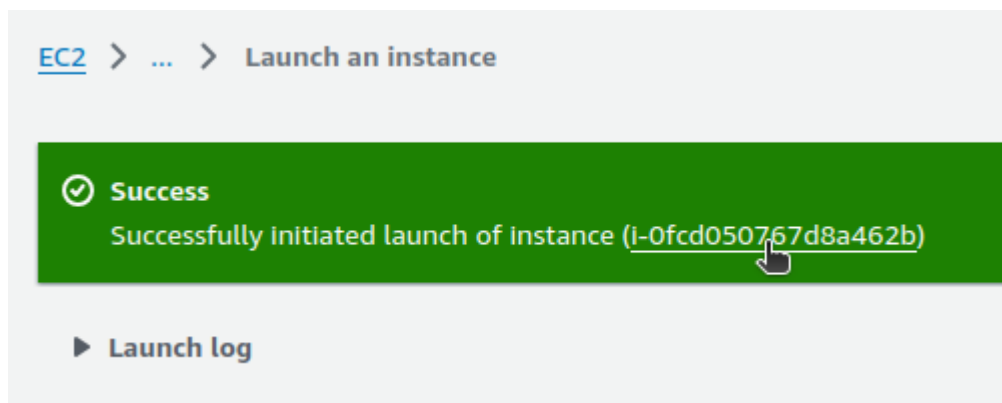 EC2 > ... > Launch an instance
Success
Successfully initiated launch of instance (i-0fcd050767d8a462b)
Launch log